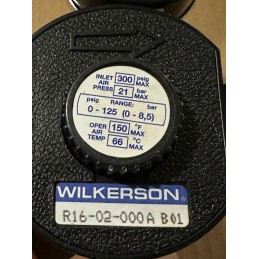 INLET 300 psig MAX
AIR
PRESS 21 bar MAX
psig RANGE: bar
0 - 125 (0 - 8,5)
OPER 150 °F MAX
AIR
TEMP 66 °C MAX
WILKERSON®
R16-02-000A B01